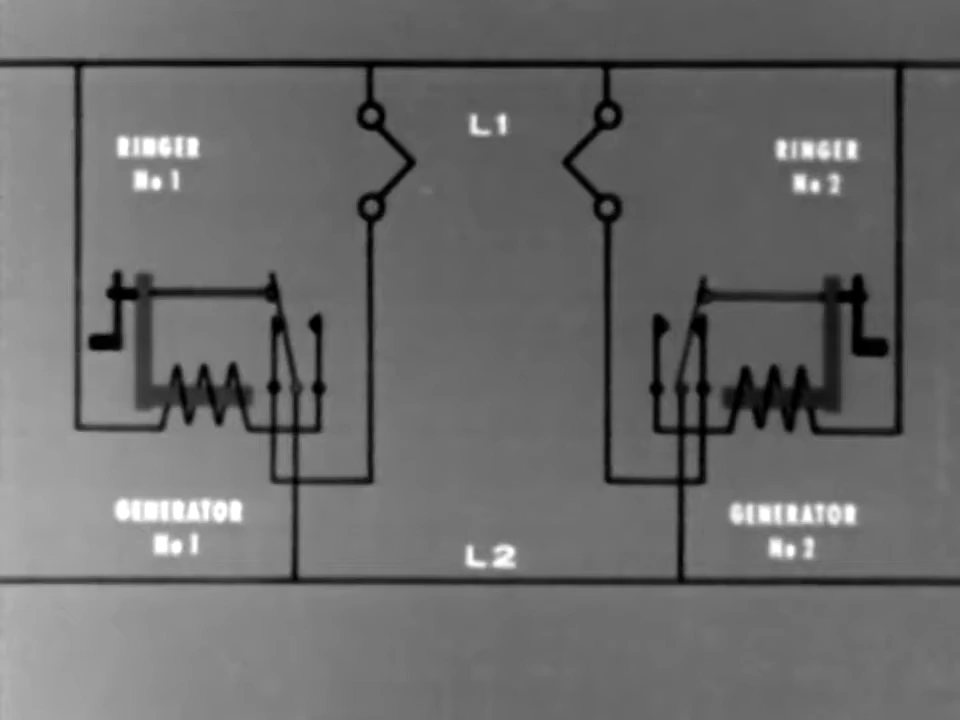 L1
RINGER
No 1
RINGER
No 2
GENERATOR
No 1
L2
GENERATOR
No 2